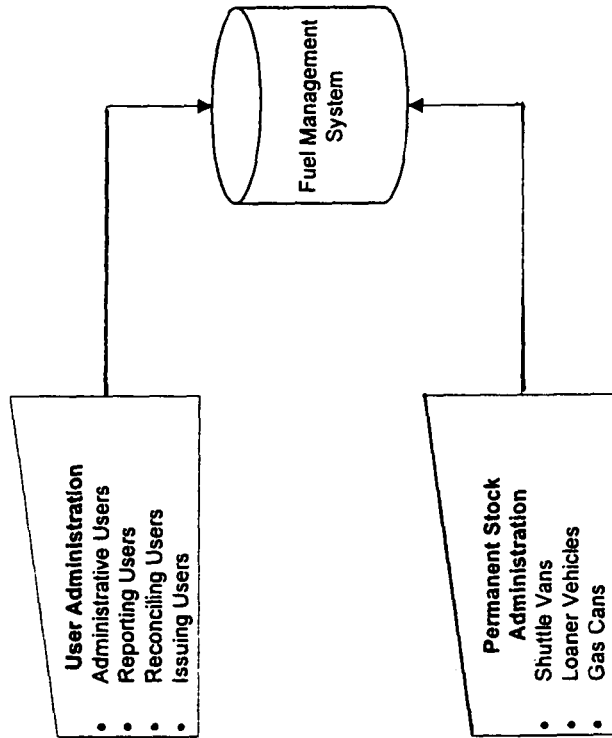 User Administration
• Administrative Users
• Reporting Users
• Reconciling Users
• Issuing Users
Permanent Stock
Administration
• Shuttle Vans
• Loaner Vehicles
• Gas Cans
Fuel Management
System